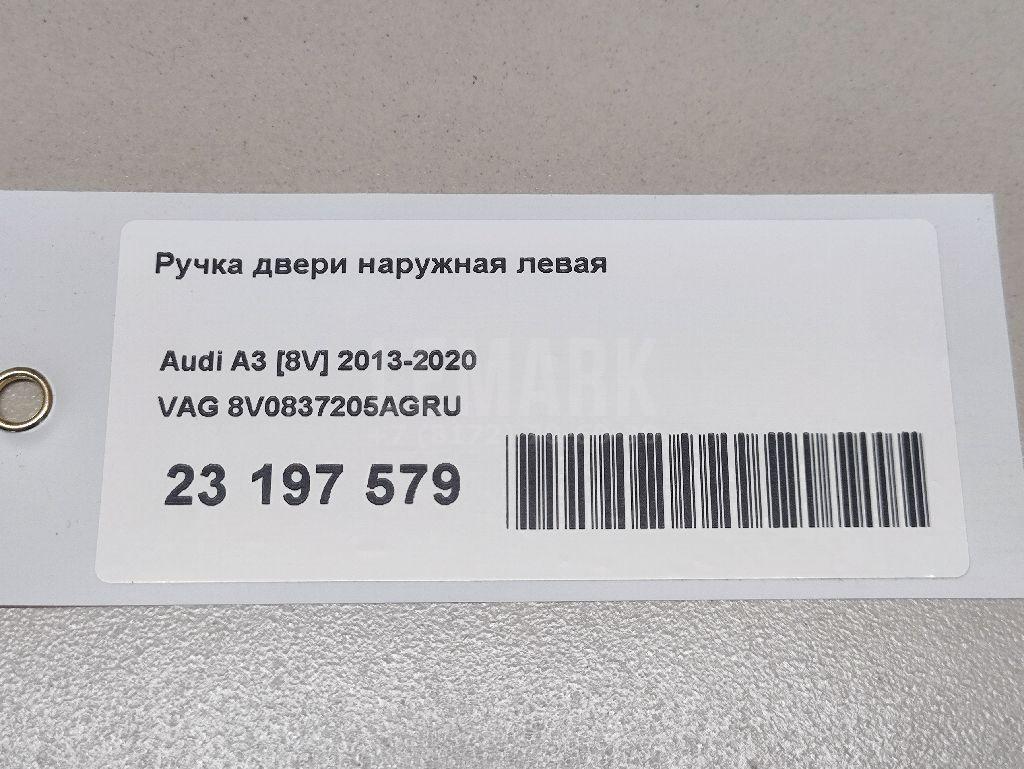 Ручка двери наружная левая
Audi A3 [8V] 2013-2020
VAG 8V0837205AGRU
23 197 579